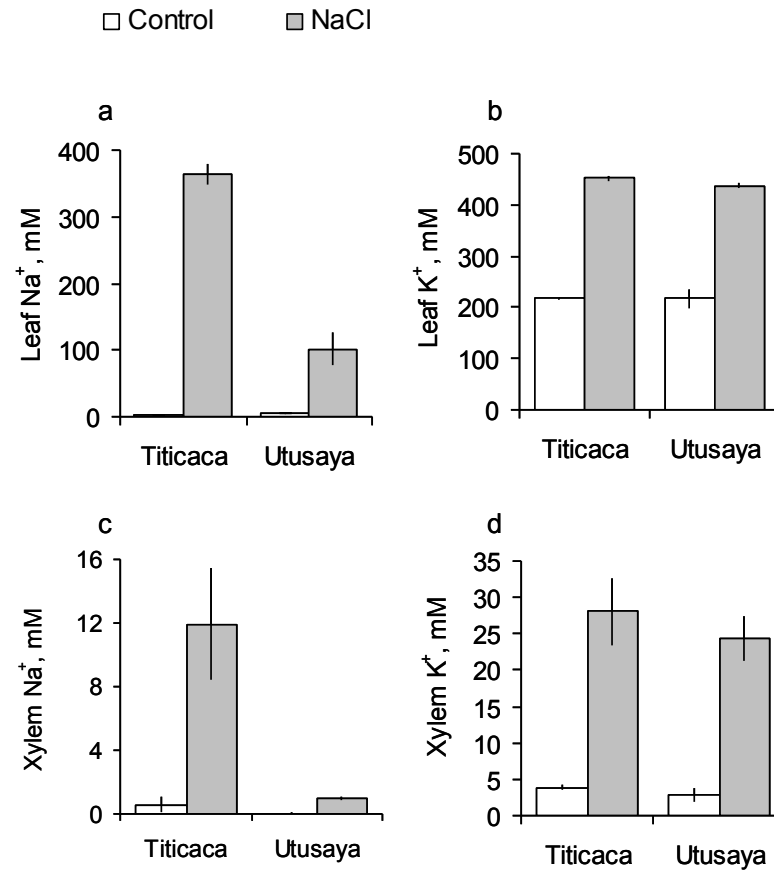 Control NaCl
a
Leaf Na⁺, mM
400
300
200
100
0
Titicaca Utusaya
b
Leaf K⁺, mM
500
400
300
200
100
0
Titicaca Utusaya
c
Xylem Na⁺, mM
16
12
8
4
0
Titicaca Utusaya
d
Xylem K⁺, mM
35
30
25
20
15
10
5
0
Titicaca Utusaya